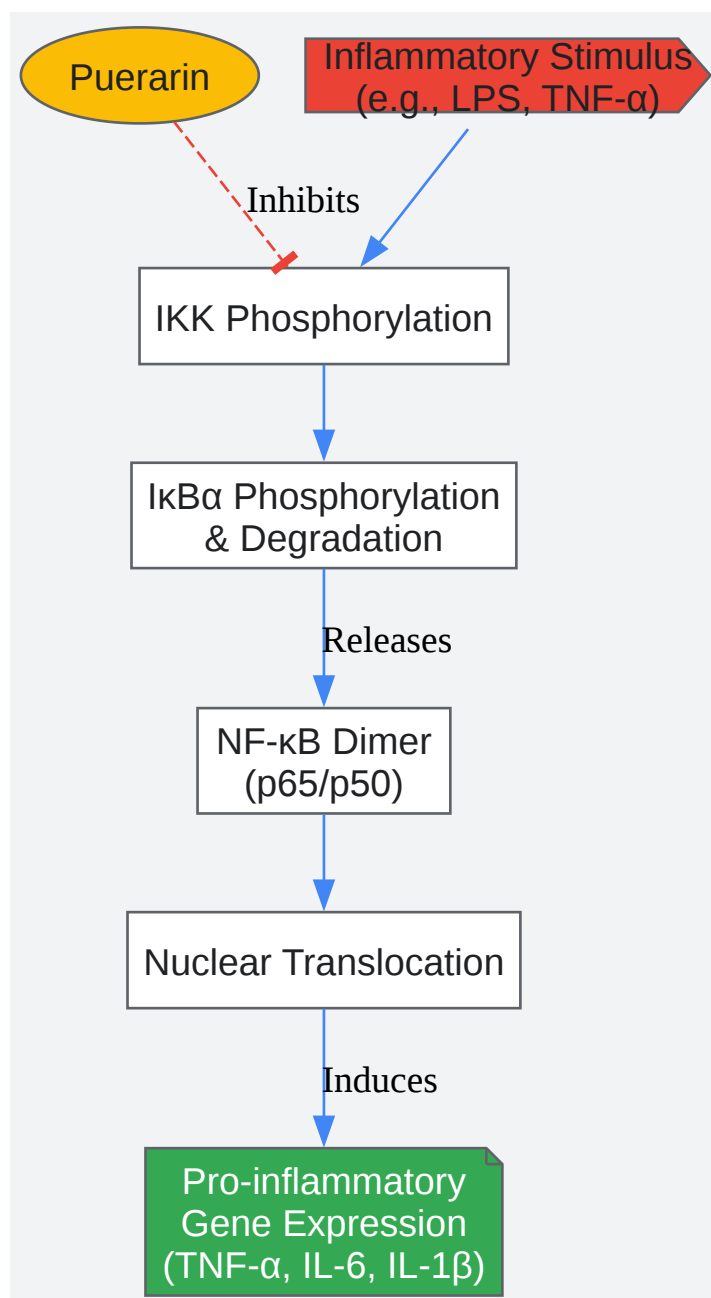 Puerarin
Inflammatory Stimulus
(e.g., LPS, TNF-α)
Inhibits
IKK Phosphorylation
IκBα Phosphorylation
& Degradation
Releases
NF-κB Dimer
(p65/p50)
Nuclear Translocation
Induces
Pro-inflammatory
Gene Expression
(TNF-α, IL-6, IL-1β)